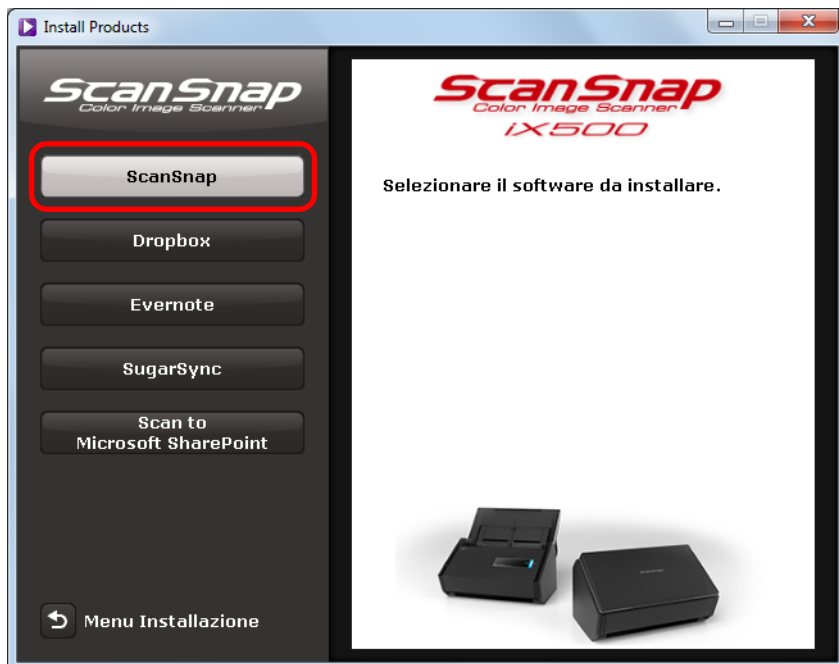 Install Products
ScanSnap
Color Image Scanner
ScanSnap
Dropbox
Evernote
SugarSync
Scan to
Microsoft SharePoint
Menu Installazione
ScanSnap
Color Image Scanner
iX500
Selezionare il software da installare.